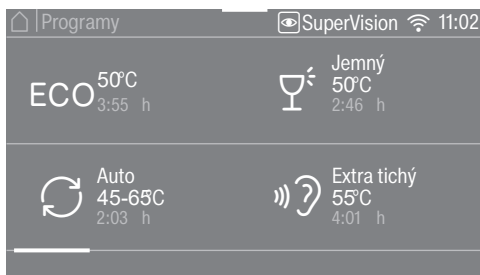 Programy SuperVision 11:02
ECO 50°C
3:55 h
Jemný
50°C
2:46 h
Auto
45-65°C
2:03 h
Extra tichý
55°C
4:01 h